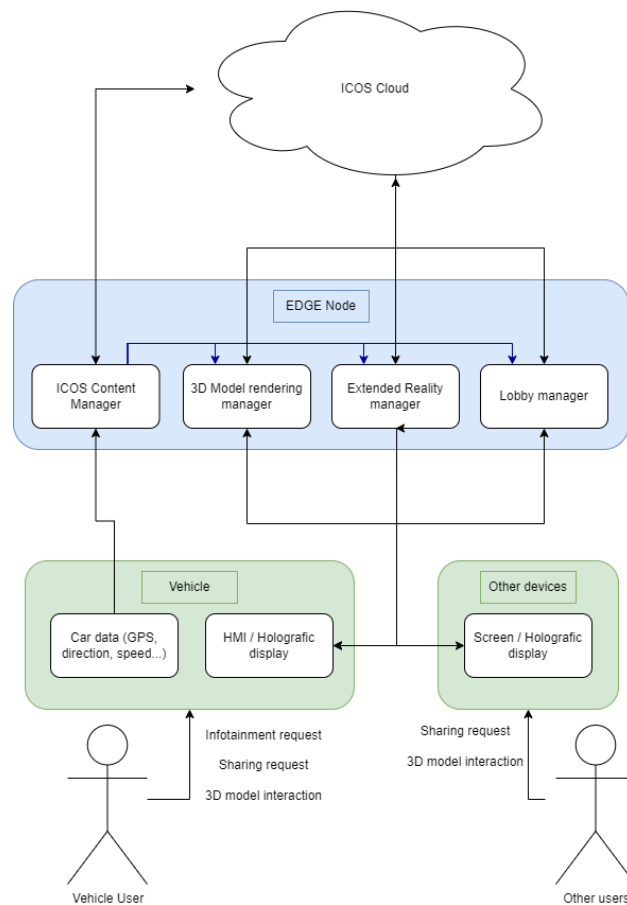 ICOS Cloud
EDGE Node
ICOS Content
Manager
3D Model rendering
manager
Extended Reality
manager
Lobby manager
Vehicle
Other devices
Car data (GPS,
direction, speed...)
HMI / Holografic
display
Screen / Holografic
display
Infotainment request
Sharing request
3D model interaction
Sharing request
3D model interaction
Vehicle User
Other users